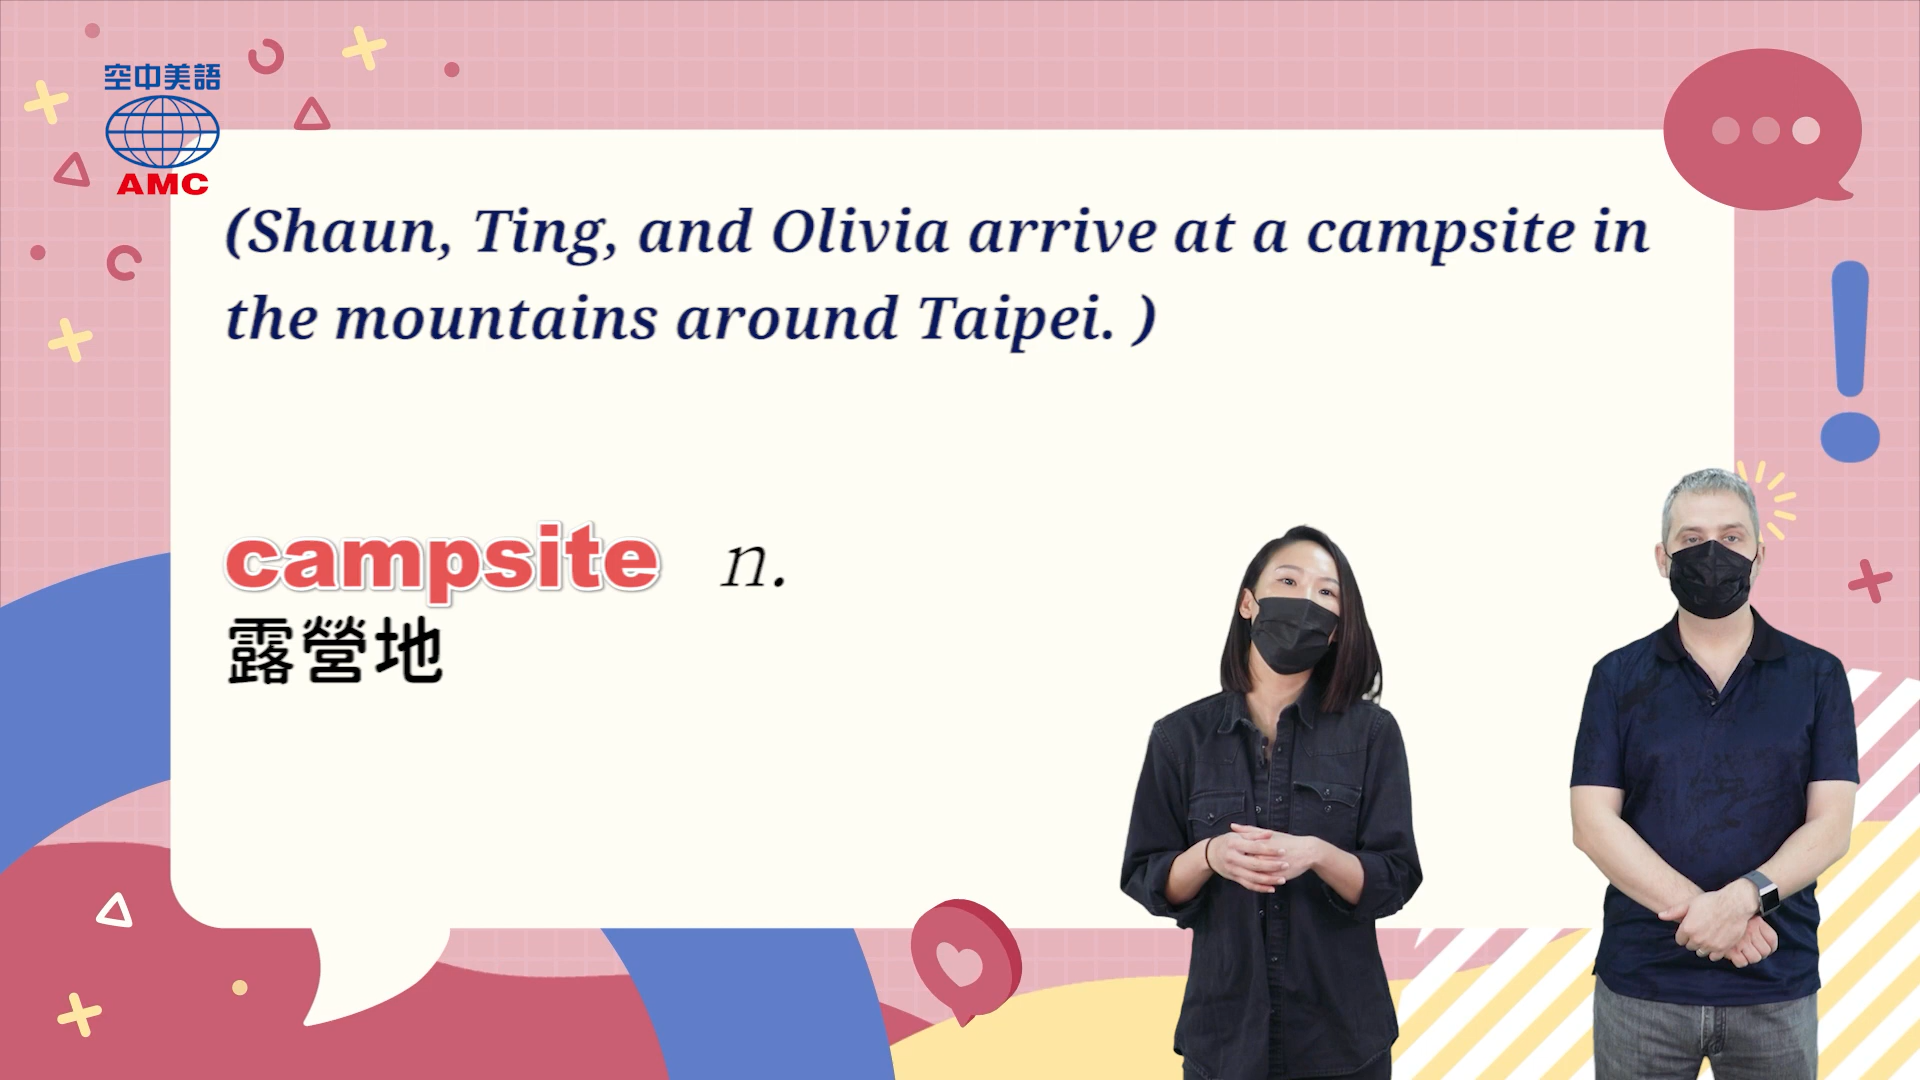 空中美語
AMC
(Shaun, Ting, and Olivia arrive at a campsite in
the mountains around Taipei. )
campsite n.
露營地